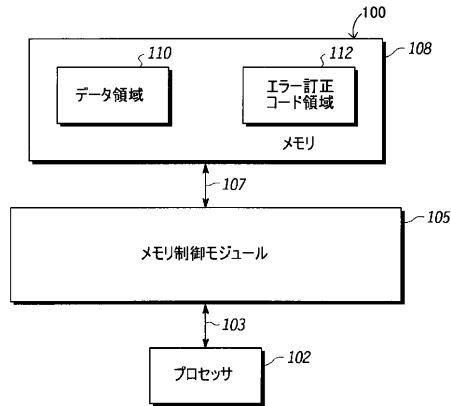 100
110
112
108
データ領域
エラー訂正
コード領域
メモリ
107
105
メモリ制御モジュール
103
102
プロセッサ